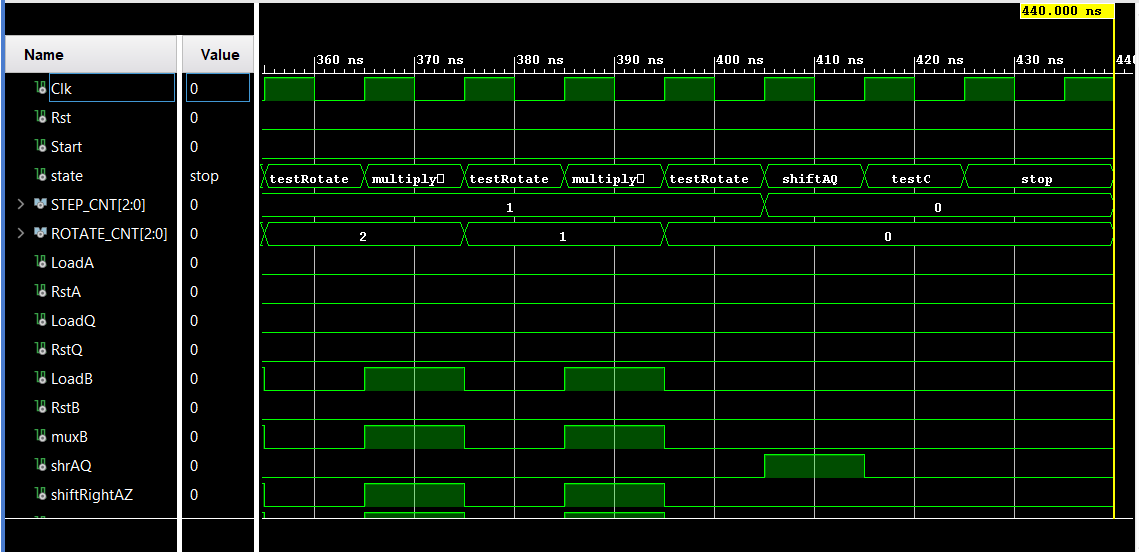 440.000 ns
Name Value
360 ns 370 ns 380 ns 390 ns 400 ns 410 ns 420 ns 430 ns 440
Clk 0
Rst 0
Start 0
state stop testRotate multiply testRotate multiply testRotate shiftAQ testC stop
STEP_CNT[2:0] 0 1 0
ROTATE_CNT[2:0] 0 2 1 0
LoadA 0
RstA 0
LoadQ 0
RstQ 0
LoadB 0
RstB 0
muxB 0
shrAQ 0
shiftRightAZ 0